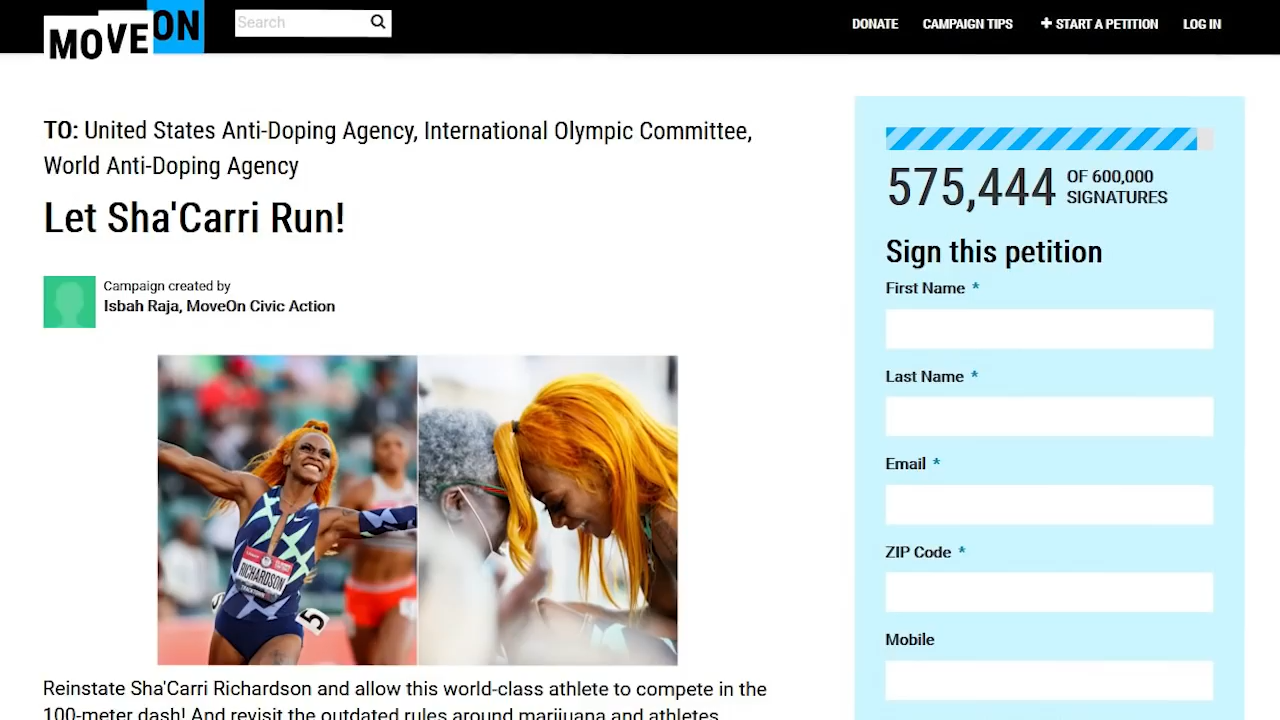 MOVEON
Search
DONATE
CAMPAIGN TIPS
+ START A PETITION
LOG IN
TO: United States Anti-Doping Agency, International Olympic Committee,
World Anti-Doping Agency
Let Sha'Carri Run!
Campaign created by
Isbah Raja, MoveOn Civic Action
RICHARDSON
5
Reinstate Sha'Carri Richardson and allow this world-class athlete to compete in the
100-meter dash! And revisit the outdated rules around marijuana and athletes
575,444 OF 600,000
SIGNATURES
Sign this petition
First Name *
Last Name *
Email *
ZIP Code *
Mobile